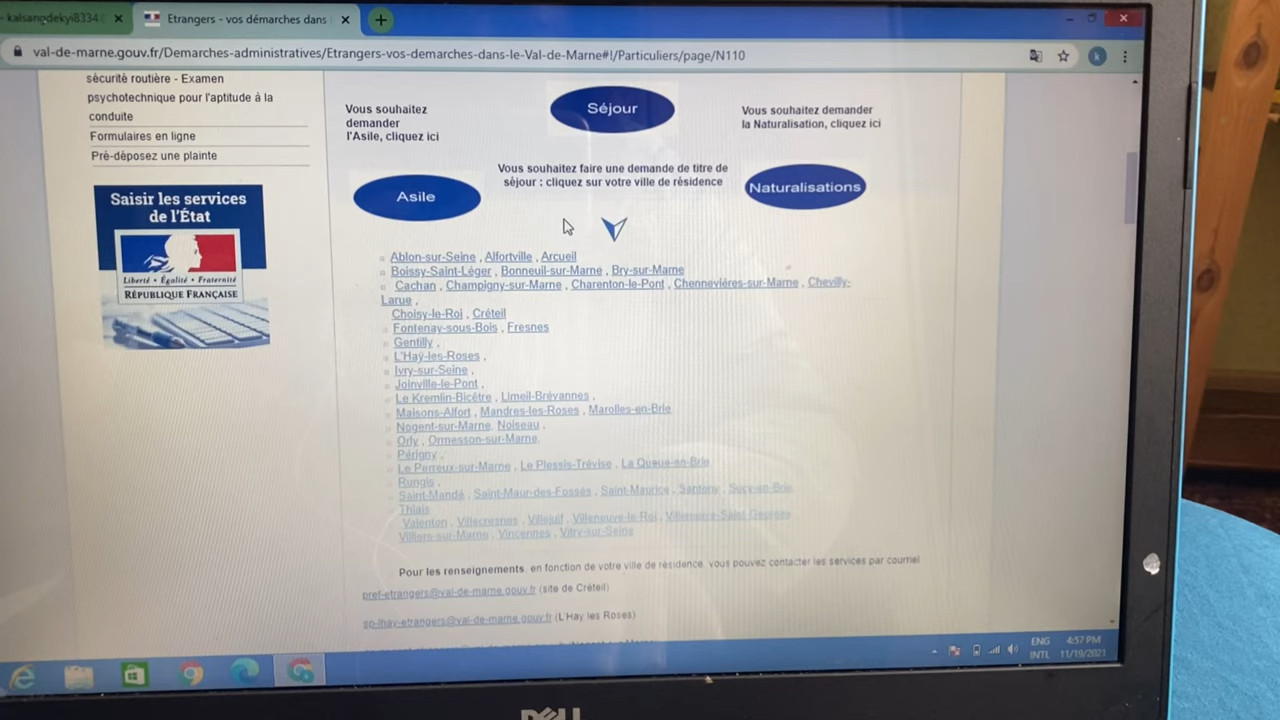 - kalsangdekyi8334
Etrangers - vos démarches dans
val-de-marne.gouv.fr/Demarches-administratives/Etrangers-vos-demarches-dans-le-Val-de-Marne#!/Particuliers/page/N110
k
sécurité routière - Examen
psychotechnique pour l'aptitude à la
conduite
Formulaires en ligne
Pré-déposez une plainte
Saisir les services
de l'État
Liberté • Égalité • Fraternité
RÉPUBLIQUE FRANÇAISE
Vous souhaitez
demander
l'Asile, cliquez ici
Asile
Séjour
Vous souhaitez faire une demande de titre de
séjour : cliquez sur votre ville de résidence
Vous souhaitez demander
la Naturalisation, cliquez ici
Naturalisations
Ablon-sur-Seine , Alfortville , Arcueil
Boissy-Saint-Léger , Bonneuil-sur-Marne , Bry-sur-Marne
Cachan , Champigny-sur-Marne , Charenton-le-Pont , Chennevières-sur-Marne , Chevilly-
Larue ,
Choisy-le-Roi , Créteil
Fontenay-sous-Bois , Fresnes
Gentilly ,
L'Haÿ-les-Roses ,
Ivry-sur-Seine ,
Joinville-le-Pont ,
Le Kremlin-Bicêtre , Limeil-Brévannes ,
Maisons-Alfort , Mandres-les-Roses , Marolles-en-Brie
Nogent-sur-Marne, Noiseau ,
Orly , Ormesson-sur-Marne,
Périgny ,
Le Perreux-sur-Marne , Le Plessis-Trévise , La Queue-en-Brie
Rungis ,
Saint-Mandé , Saint-Maur-des-Fossés , Saint-Maurice , Santeny , Sucy-en-Brie
Thiais
Valenton , Villecresnes , Villejuif , Villeneuve-le-Roi , Villeneuve-Saint-Georges
Villiers-sur-Marne , Vincennes , Vitry-sur-Seine
Pour les renseignements, en fonction de votre ville de résidence, vous pouvez contacter les services par courriel
pref-etrangers@val-de-marne.gouv.fr (site de Créteil)
sp-lhay-etrangers@val-de-marne.gouv.fr (L'Hay les Roses)
ENG
INTL
4:57 PM
11/19/2021
DELL